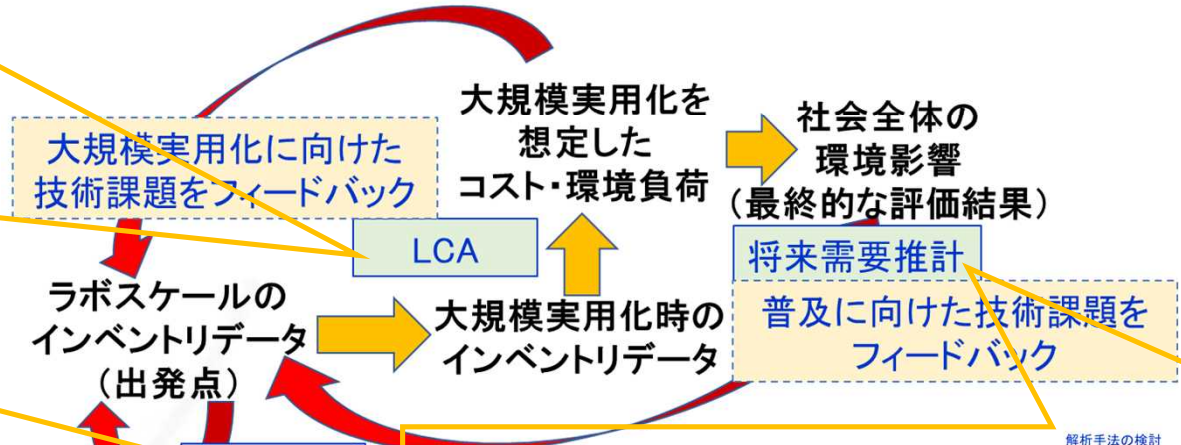 大規模実用化を
想定した
コスト・環境負荷
社会全体の
環境影響
（最終的な評価結果）
大規模実用化に向けた
技術課題をフィードバック
LCA
将来需要推計
ラボスケールの
インベントリデータ
（出発点）
大規模実用化時の
インベントリデータ
普及に向けた技術課題を
フィードバック
解析手法の検討